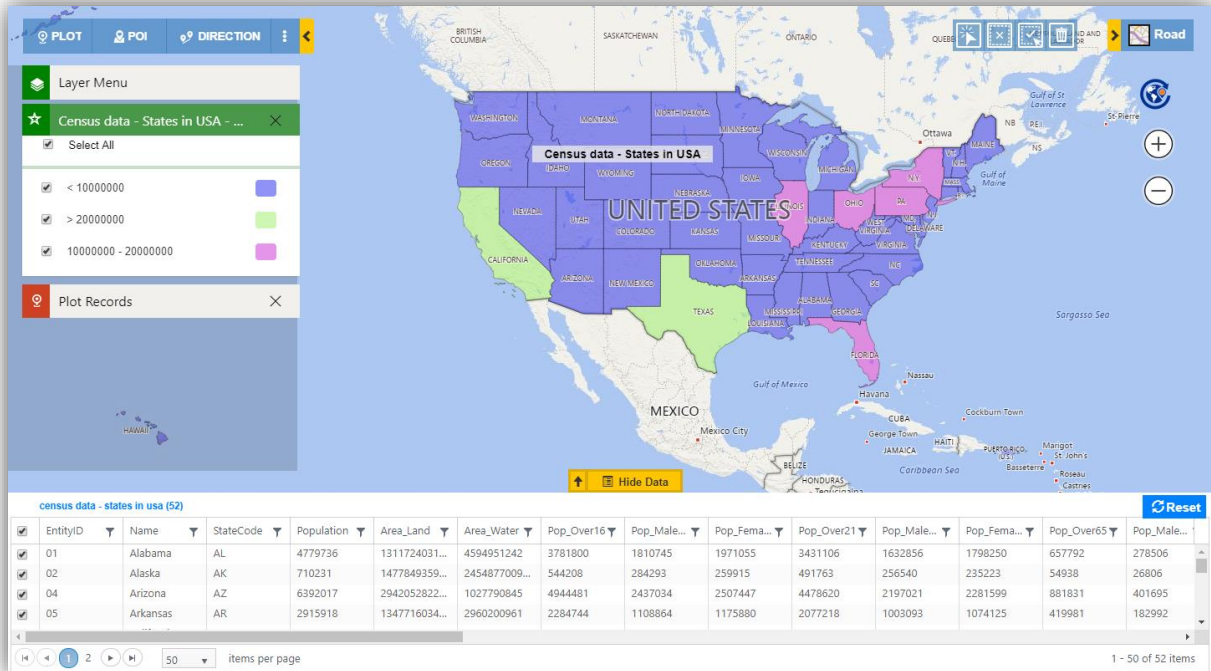 PLOT POI DIRECTION
Road
Layer Menu
Census data - States in USA - ...
Select All
< 10000000
> 20000000
10000000 - 20000000
Plot Records
HAWAII
BRITISH
COLUMBIA
SASKATCHEWAN
ONTARIO
Gulf of St
Lawrence
NB
P.E.I.
St-Pierre
NS
Ottawa
Gulf of
Maine
WASHINGTON
MONTANA
NORTH DAKOTA
MINNESOTA
WISCONSIN
MICHIGAN
VT.
N.H.
MAINE
MASS.
N.Y.
Census data - States in USA
OREGON
IDAHO
WYOMING
IOWA
NEBRASKA
UNITED STATES
NEVADA
UTAH
COLORADO
KANSAS
MISSOURI
INDIANA
OHIO
PA.
N.J.
MD.
DELAWARE
WEST
VIRGINIA
VIRGINIA
KENTUCKY
CALIFORNIA
ARIZONA
NEW MEXICO
OKLAHOMA
ARKANSAS
TENNESSEE
NC
SC
TEXAS
LOUISIANA
MISSISSIPPI
ALABAMA
GEORGIA
FLORIDA
Sargasso Sea
Gulf of Mexico
Nassau
Havana
MEXICO
Mexico City
CUBA
Cockburn Town
George Town
JAMAICA
HAITI
PUERTO RICO
(U.S.)
Marigot
St. John's
Basseterre
Roseau
Castries
BELIZE
HONDURAS
Tegucigalpa
Caribbean Sea
Hide Data
census data - states in usa (52)
Reset
EntityID Name StateCode Population Area_Land Area_Water Pop_Over16 Pop_Male... Pop_Fema... Pop_Over21 Pop_Male... Pop_Fema... Pop_Over65 Pop_Male...
01 Alabama AL 4779736 1311724031... 4594951242 3781800 1810745 1971055 3431106 1632856 1798250 657792 278506
02 Alaska AK 710231 1477849359... 2454877009... 544208 284293 259915 491763 256540 235223 54938 26806
04 Arizona AZ 6392017 2942052822... 1027790845 4944481 2437034 2507447 4478620 2197021 2281599 881831 401695
05 Arkansas AR 2915918 1347716034... 2960200961 2284744 1108864 1175880 2077218 1003093 1074125 419981 182992
1 2 50 items per page
1 - 50 of 52 items